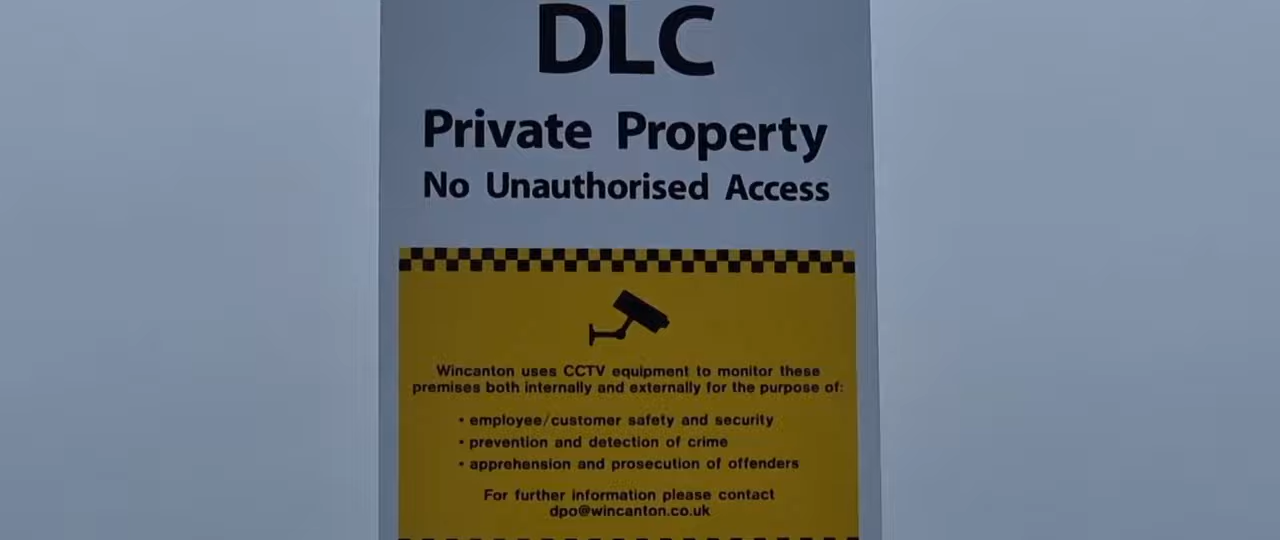 DLC
Private Property
No Unauthorised Access
Wincanton uses CCTV equipment to monitor these
premises both internally and externally for the purpose of:
• employee/customer safety and security
• prevention and detection of crime
• apprehension and prosecution of offenders
For further information please contact
dpo@wincanton.co.uk